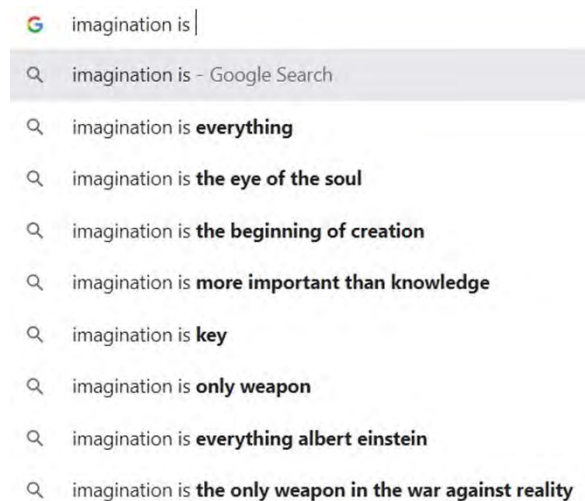 imagination is
imagination is - Google Search
imagination is everything
imagination is the eye of the soul
imagination is the beginning of creation
imagination is more important than knowledge
imagination is key
imagination is only weapon
imagination is everything albert einstein
imagination is the only weapon in the war against reality